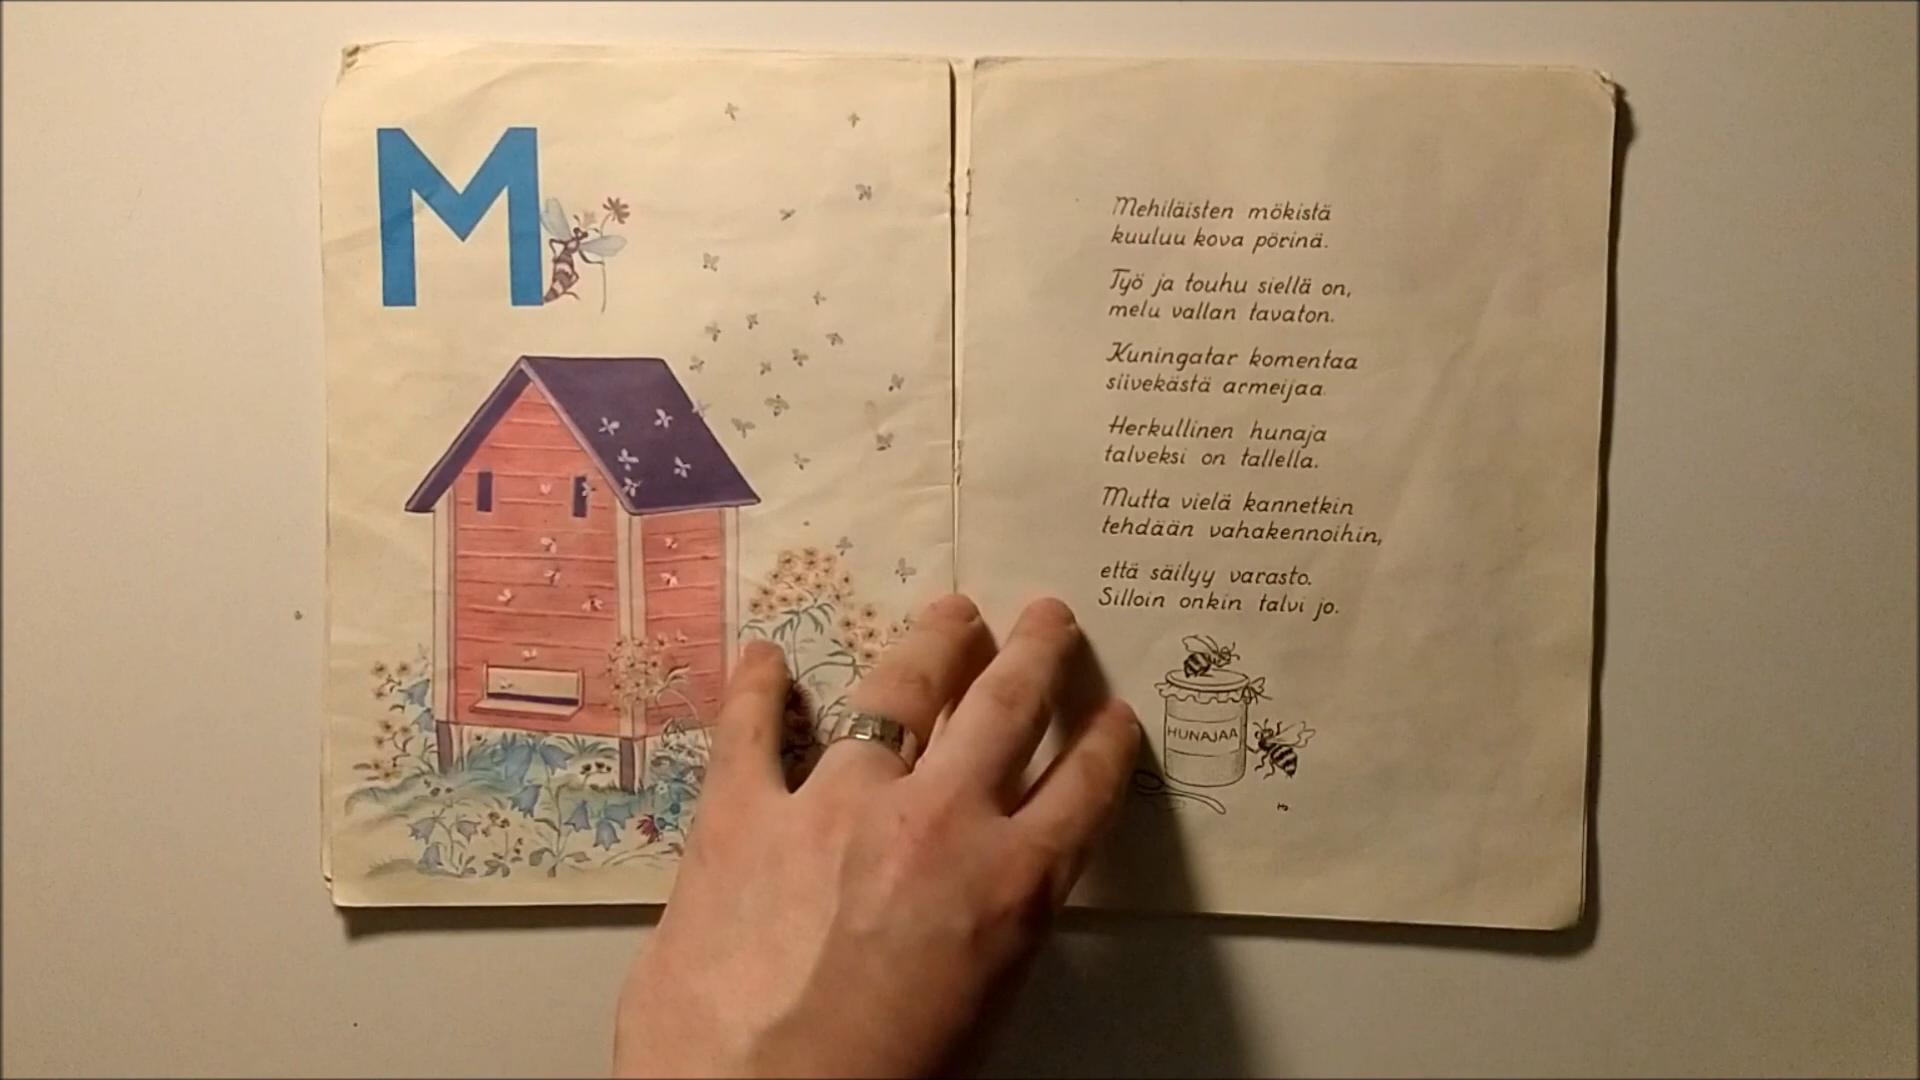 M
Mehiläisten mökistä
kuuluu kova pörinä.
Työ ja touhu siellä on,
melu vallan tavaton.
Kuningatar komentaa
siivekästä armeijaa.
Herkullinen hunaja
talveksi on tallella.
Mutta vielä kannetkin
tehdään vahakennoihin,
että säilyy varasto.
Silloin onkin talvi jo.
HUNAJAA